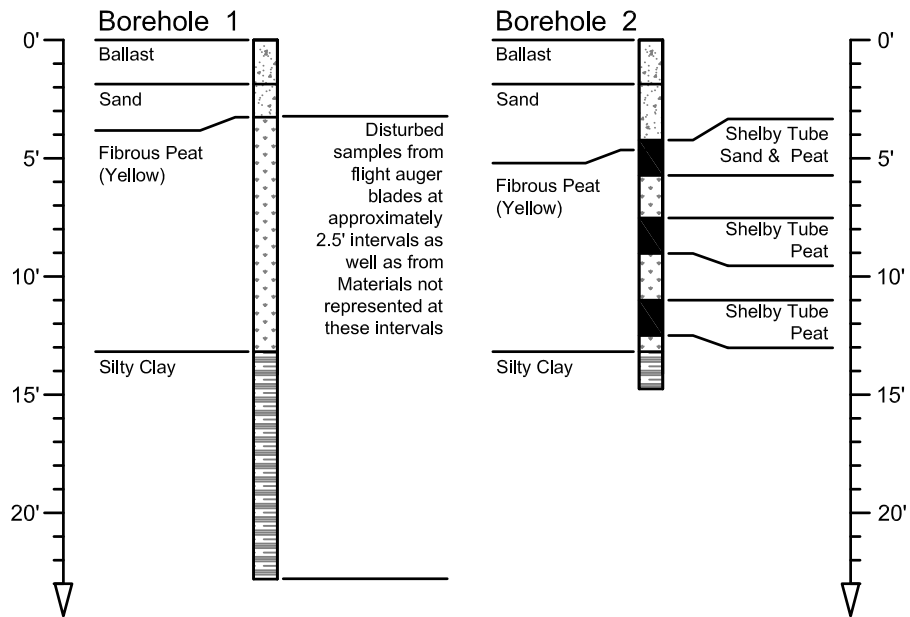 Borehole 1
Borehole 2
0'
5'
10'
15'
20'
Ballast
Sand
Fibrous Peat
(Yellow)
Silty Clay
Disturbed
samples from
flight auger
blades at
approximately
2.5' intervals as
well as from
Materials not
represented at
these intervals
Ballast
Sand
Fibrous Peat
(Yellow)
Silty Clay
Shelby Tube
Sand & Peat
Shelby Tube
Peat
Shelby Tube
Peat
0'
5'
10'
15'
20'